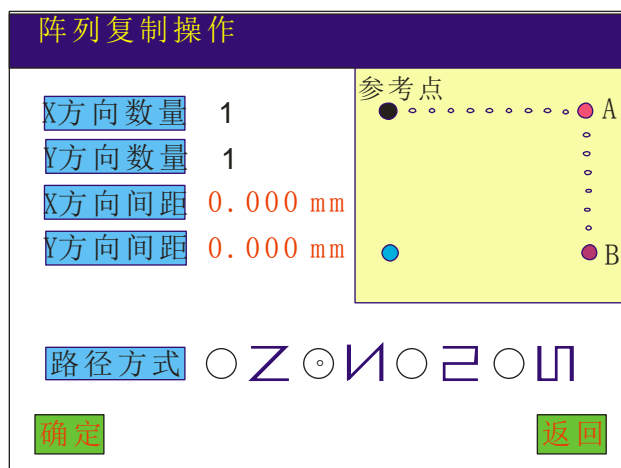 阵列复制操作
X方向数量 1
Y方向数量 1
X方向间距 0.000 mm
Y方向间距 0.000 mm
参考点
A
B
路径方式
确定
返回